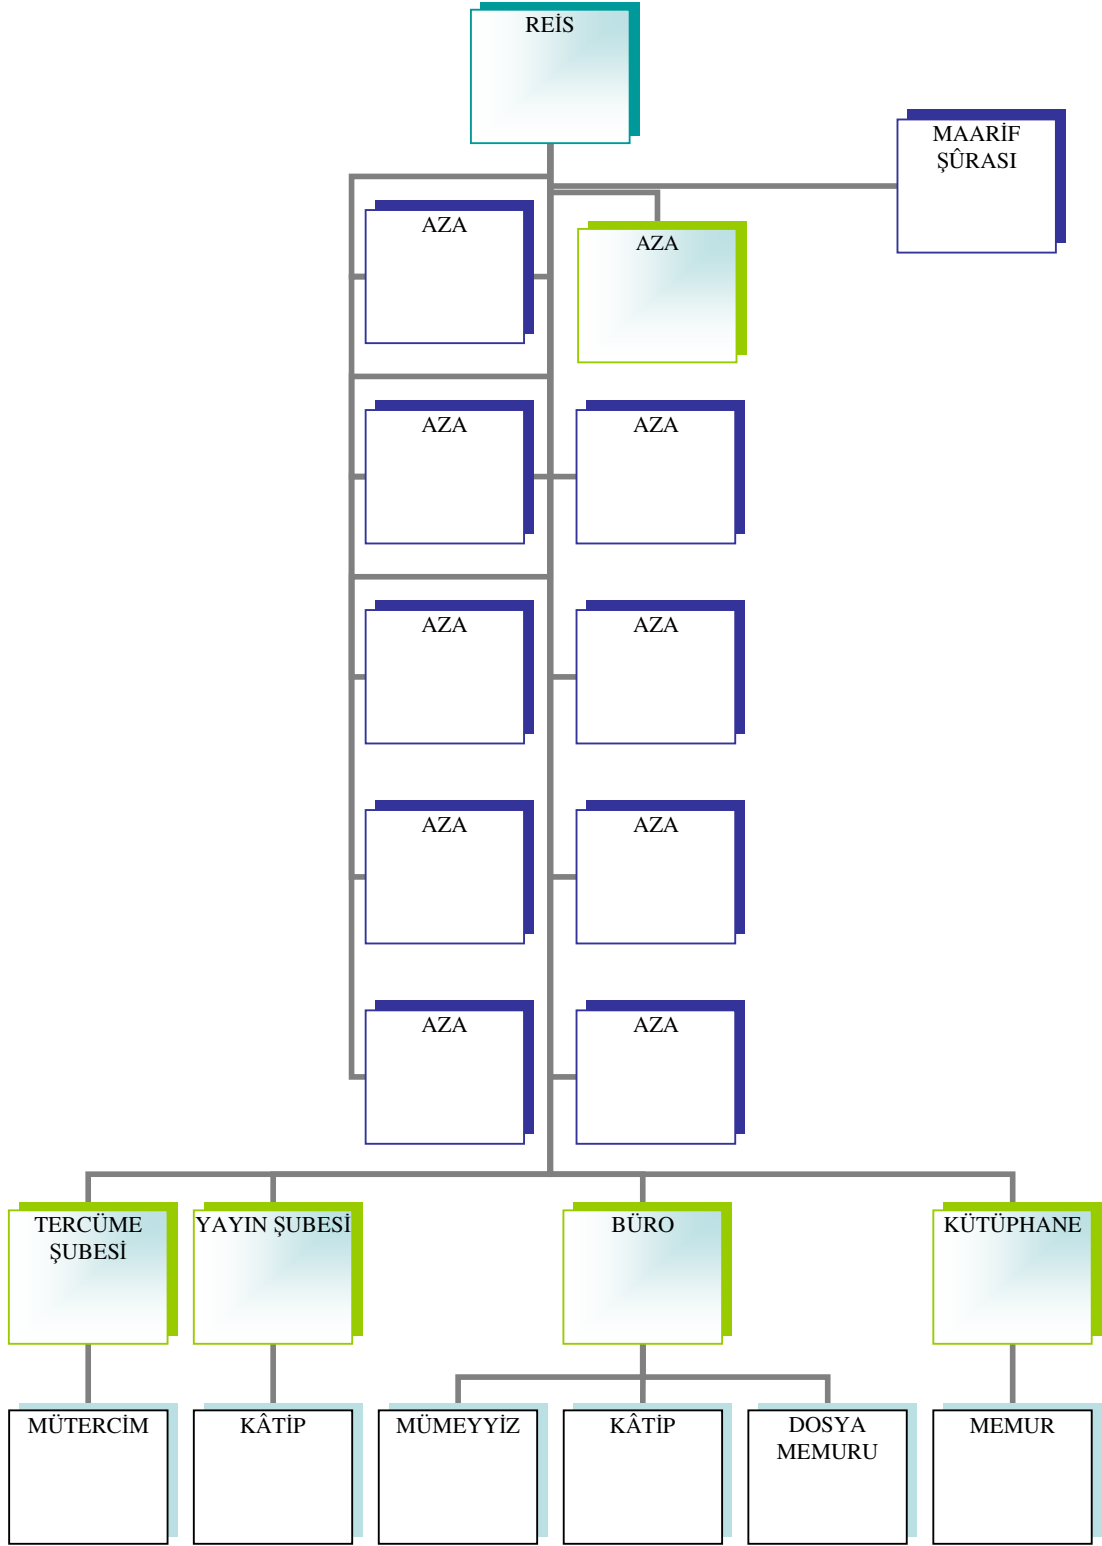 REİS
MAARİF
ŞÛRASI
AZA
AZA
AZA
AZA
AZA
AZA
AZA
AZA
AZA
AZA
TERCÜME
ŞUBESİ
YAYIN ŞUBESİ
BÜRO
KÜTÜPHANE
MÜTERCİM
KÂTİP
MÜMEYYİZ
KÂTİP
DOSYA
MEMURU
MEMUR